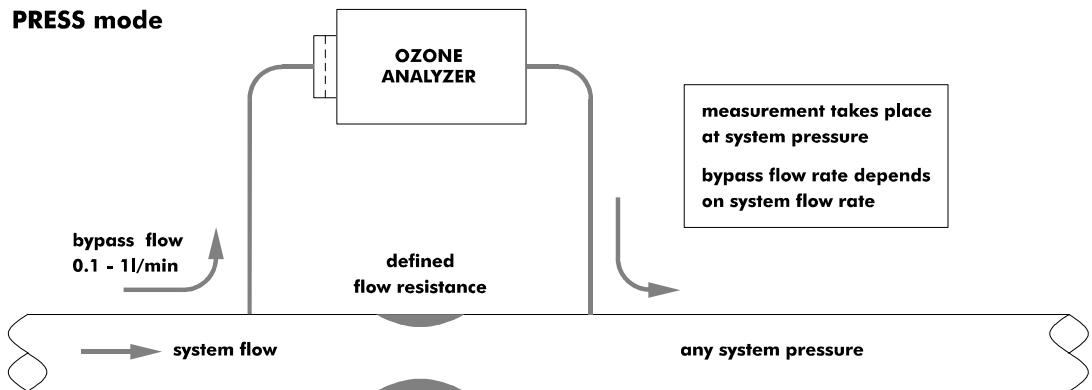 PRESS mode
OZONE
ANALYZER
measurement takes place
at system pressure
bypass flow rate depends
on system flow rate
bypass flow
0.1 - 1l/min
defined
flow resistance
system flow
any system pressure